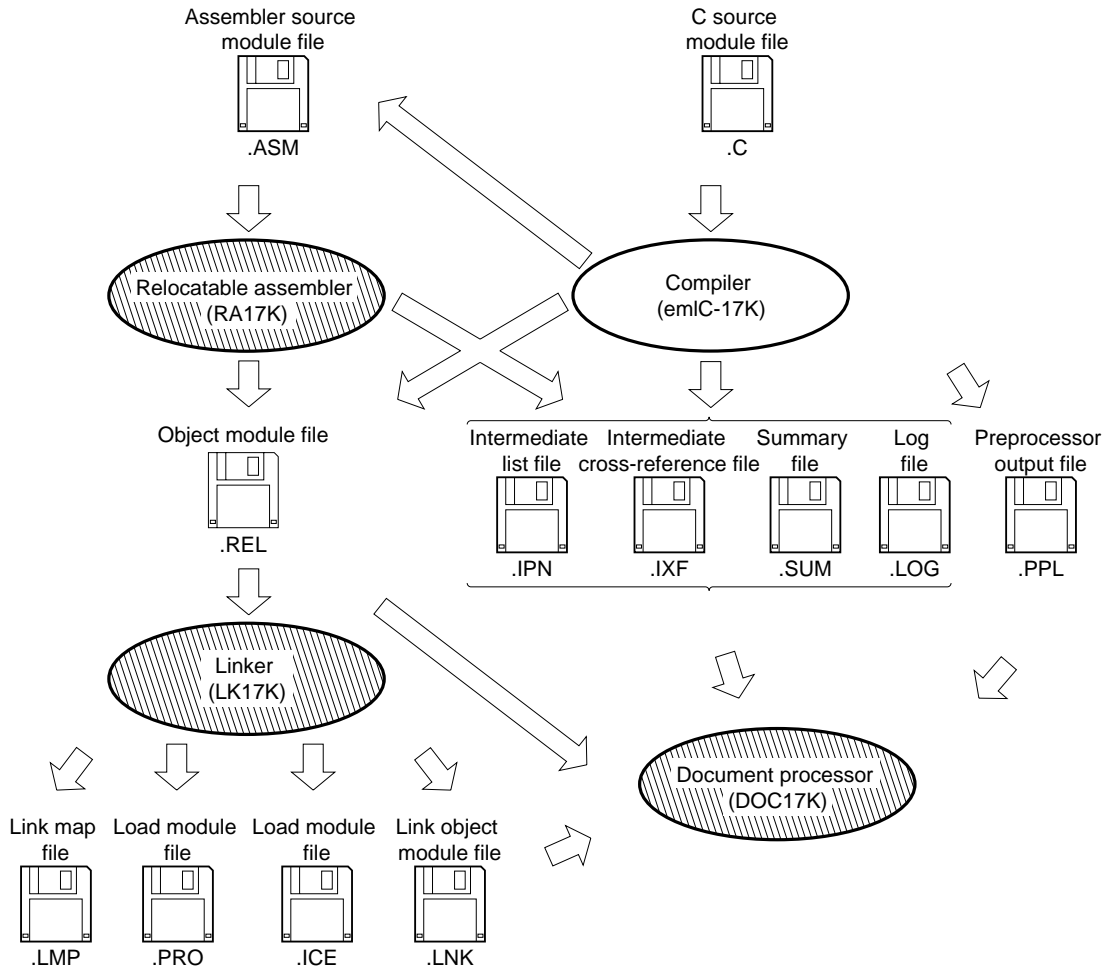 Assembler source
module file
.ASM
C source
module file
.C
Relocatable assembler
(RA17K)
Compiler
(emlC-17K)
Object module file
.REL
Intermediate
list file
.IPN
Intermediate
cross-reference file
.IXF
Summary
file
.SUM
Log
file
.LOG
Preprocessor
output file
.PPL
Linker
(LK17K)
Document processor
(DOC17K)
Link map
file
.LMP
Load module
file
.PRO
Load module
file
.ICE
Link object
module file
.LNK